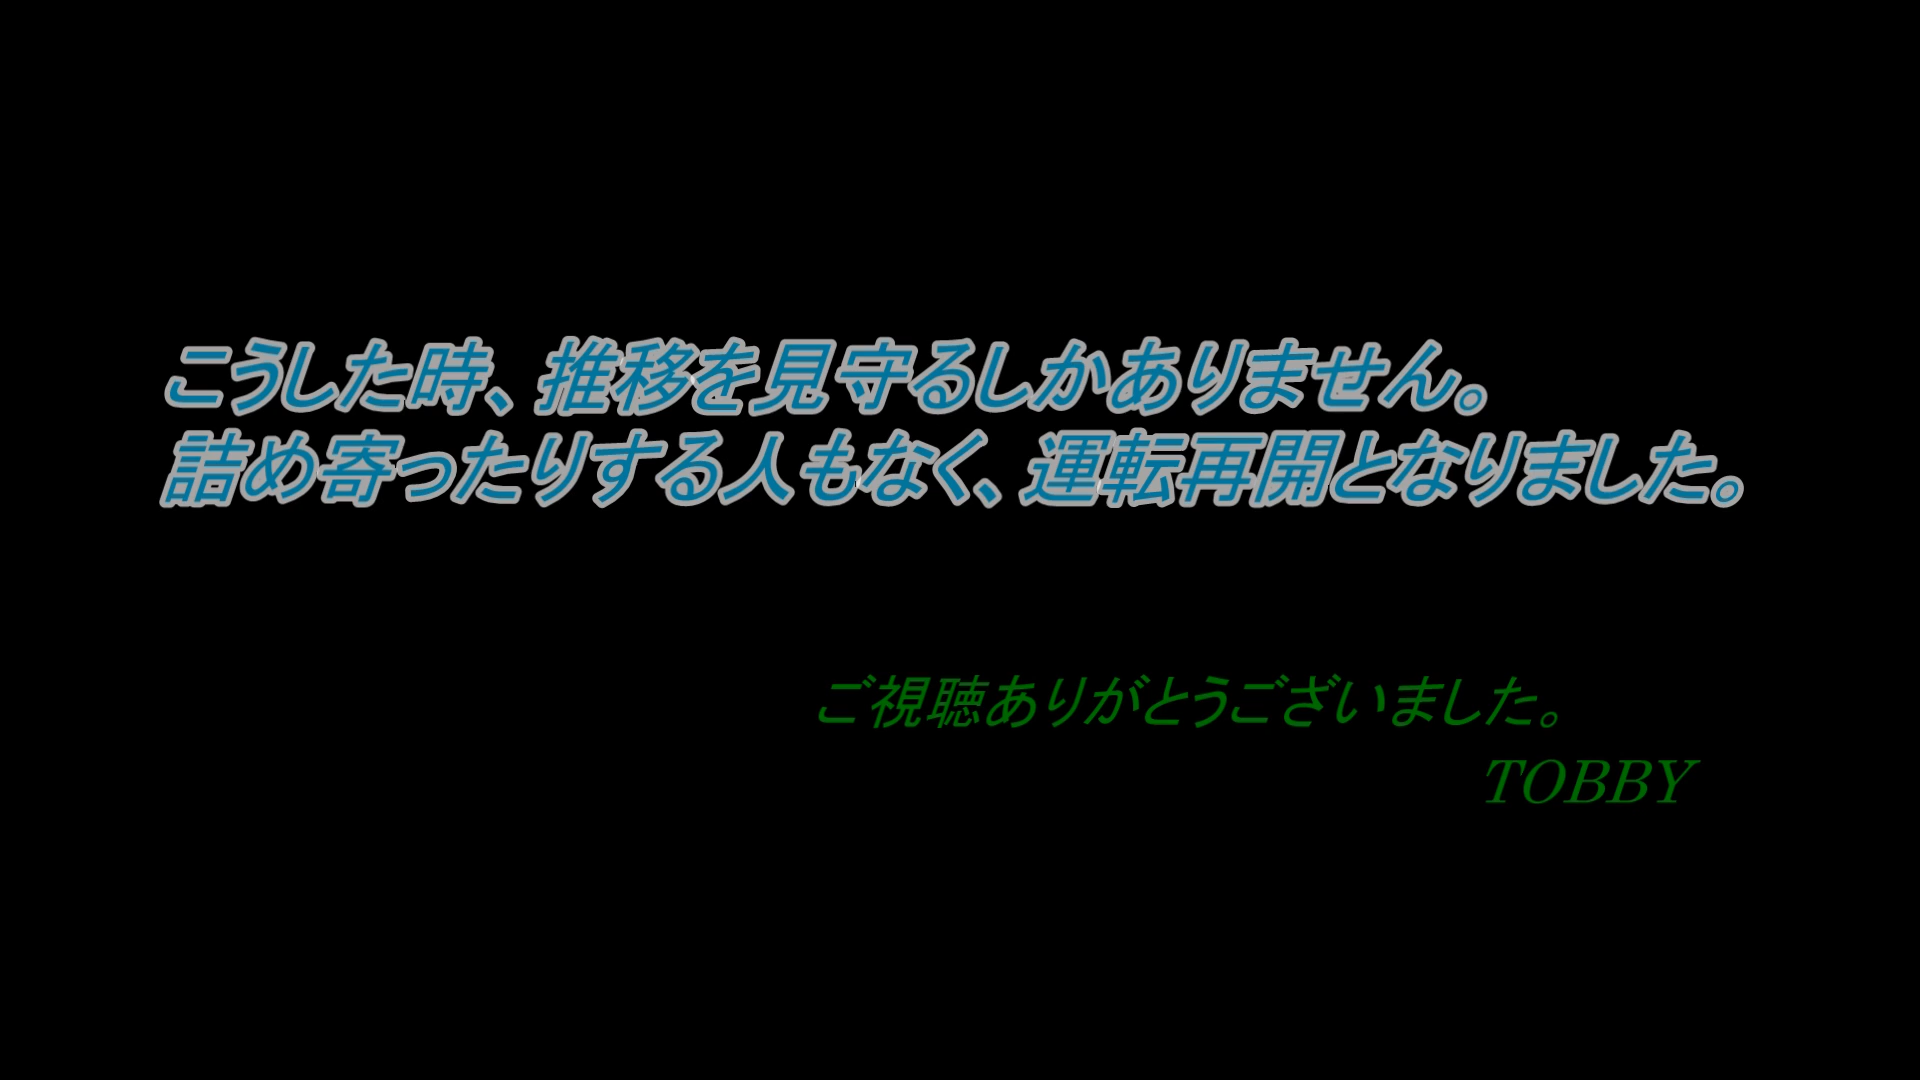 こうした時、推移を見守るしかありません。
詰め寄ったりする人もなく、運転再開となりました。
ご視聴ありがとうございました。
TOBBY